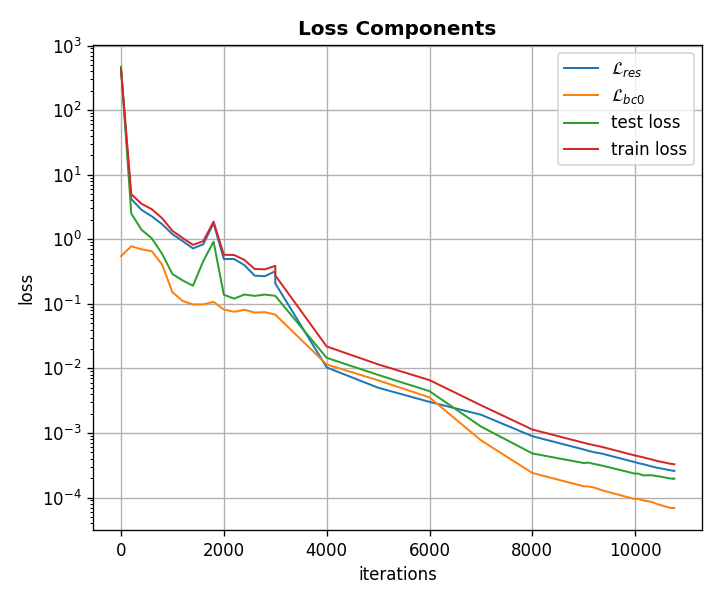 Loss Components
loss
10³
10²
10¹
10⁰
10⁻¹
10⁻²
10⁻³
10⁻⁴
ℒ_res
ℒ_bc0
test loss
train loss
0 2000 4000 6000 8000 10000
iterations